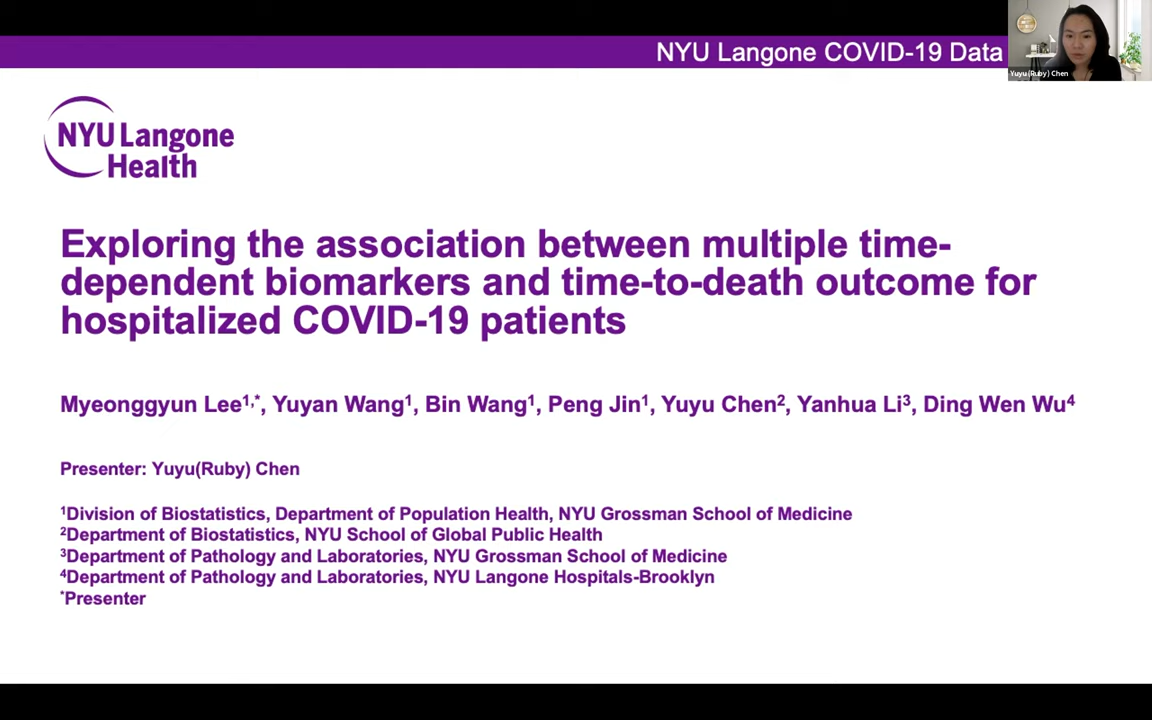 NYU Langone COVID-19 Data
Yuyu (Ruby) Chen
NYU Langone
Health
Exploring the association between multiple time-
dependent biomarkers and time-to-death outcome for
hospitalized COVID-19 patients
Myeonggyun Lee¹,*, Yuyan Wang¹, Bin Wang¹, Peng Jin¹, Yuyu Chen², Yanhua Li³, Ding Wen Wu⁴
Presenter: Yuyu(Ruby) Chen
¹Division of Biostatistics, Department of Population Health, NYU Grossman School of Medicine
²Department of Biostatistics, NYU School of Global Public Health
³Department of Pathology and Laboratories, NYU Grossman School of Medicine
⁴Department of Pathology and Laboratories, NYU Langone Hospitals-Brooklyn
*Presenter